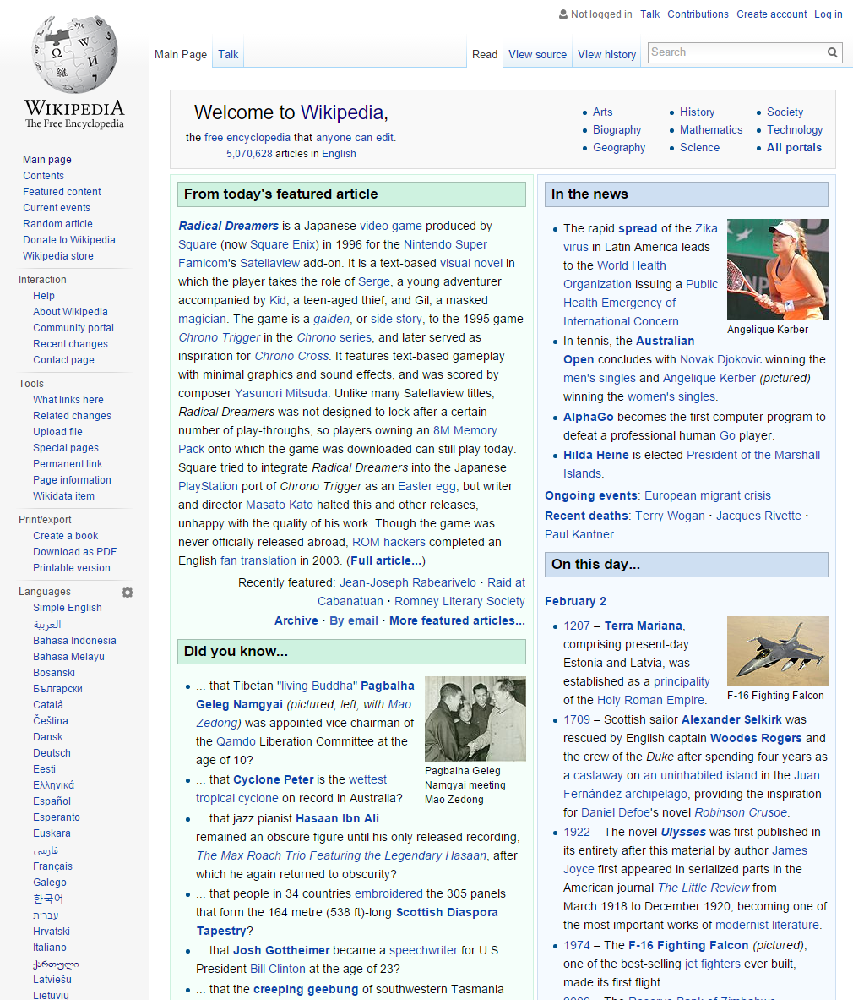 Not logged in Talk Contributions Create account Log in
Main Page Talk Read View source View history Search
WIKIPEDIA
The Free Encyclopedia
Main page
Contents
Featured content
Current events
Random article
Donate to Wikipedia
Wikipedia store
Interaction
Help
About Wikipedia
Community portal
Recent changes
Contact page
Tools
What links here
Related changes
Upload file
Special pages
Permanent link
Page information
Wikidata item
Print/export
Create a book
Download as PDF
Printable version
Languages
Simple English
العربية
Bahasa Indonesia
Bahasa Melayu
Bosanski
Български
Català
Čeština
Dansk
Deutsch
Eesti
Ελληνικά
Español
Esperanto
Euskara
فارسی
Français
Galego
한국어
עברית
Hrvatski
Italiano
ქართული
Latviešu
Lietuvių
Welcome to Wikipedia,
the free encyclopedia that anyone can edit.
5,070,628 articles in English
Arts
Biography
Geography
History
Mathematics
Science
Society
Technology
All portals
From today's featured article
Radical Dreamers is a Japanese video game produced by
Square (now Square Enix) in 1996 for the Nintendo Super
Famicom's Satellaview add-on. It is a text-based visual novel in
which the player takes the role of Serge, a young adventurer
accompanied by Kid, a teen-aged thief, and Gil, a masked
magician. The game is a gaiden, or side story, to the 1995 game
Chrono Trigger in the Chrono series, and later served as
inspiration for Chrono Cross. It features text-based gameplay
with minimal graphics and sound effects, and was scored by
composer Yasunori Mitsuda. Unlike many Satellaview titles,
Radical Dreamers was not designed to lock after a certain
number of play-throughs, so players owning an 8M Memory
Pack onto which the game was downloaded can still play today.
Square tried to integrate Radical Dreamers into the Japanese
PlayStation port of Chrono Trigger as an Easter egg, but writer
and director Masato Kato halted this and other releases,
unhappy with the quality of his work. Though the game was
never officially released abroad, ROM hackers completed an
English fan translation in 2003. (Full article...)
Recently featured: Jean-Joseph Rabearivelo · Raid at
Cabanatuan · Romney Literary Society
Archive · By email · More featured articles...
Did you know...
... that Tibetan "living Buddha" Pagbalha
Geleg Namgyai (pictured, left, with Mao
Zedong) was appointed vice chairman of
the Qamdo Liberation Committee at the
age of 10?
Pagbalha Geleg
Namgyai meeting
Mao Zedong
... that Cyclone Peter is the wettest
tropical cyclone on record in Australia?
... that jazz pianist Hasaan Ibn Ali
remained an obscure figure until his only released recording,
The Max Roach Trio Featuring the Legendary Hasaan, after
which he again returned to obscurity?
... that people in 34 countries embroidered the 305 panels
that form the 164 metre (538 ft)-long Scottish Diaspora
Tapestry?
... that Josh Gottheimer became a speechwriter for U.S.
President Bill Clinton at the age of 23?
... that the creeping geebung of southwestern Tasmania
In the news
The rapid spread of the Zika
virus in Latin America leads
to the World Health
Organization issuing a Public
Health Emergency of
International Concern.
Angelique Kerber
In tennis, the Australian
Open concludes with Novak Djokovic winning the
men's singles and Angelique Kerber (pictured)
winning the women's singles.
AlphaGo becomes the first computer program to
defeat a professional human Go player.
Hilda Heine is elected President of the Marshall
Islands.
Ongoing events: European migrant crisis
Recent deaths: Terry Wogan · Jacques Rivette ·
Paul Kantner
On this day...
February 2
1207 – Terra Mariana,
comprising present-day
Estonia and Latvia, was
established as a principality
of the Holy Roman Empire.
F-16 Fighting Falcon
1709 – Scottish sailor Alexander Selkirk was
rescued by English captain Woodes Rogers and
the crew of the Duke after spending four years as
a castaway on an uninhabited island in the Juan
Fernández archipelago, providing the inspiration
for Daniel Defoe's novel Robinson Crusoe.
1922 – The novel Ulysses was first published in
its entirety after this material by author James
Joyce first appeared in serialized parts in the
American journal The Little Review from
March 1918 to December 1920, becoming one of
the most important works of modernist literature.
1974 – The F-16 Fighting Falcon (pictured),
one of the best-selling jet fighters ever built,
made its first flight.